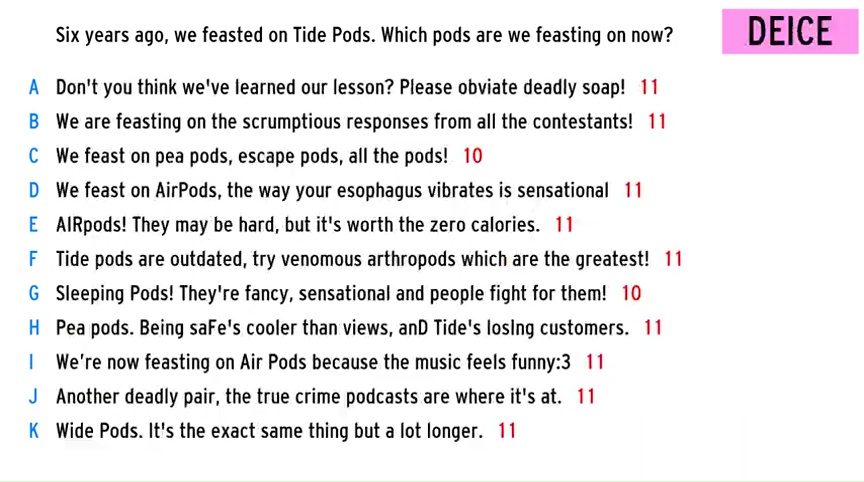 Six years ago, we feasted on Tide Pods. Which pods are we feasting on now?
DEICE
A Don't you think we've learned our lesson? Please obviate deadly soap! 11
B We are feasting on the scrumptious responses from all the contestants! 11
C We feast on pea pods, escape pods, all the pods! 10
D We feast on AirPods, the way your esophagus vibrates is sensational 11
E AIRpods! They may be hard, but it's worth the zero calories. 11
F Tide pods are outdated, try venomous arthropods which are the greatest! 11
G Sleeping Pods! They're fancy, sensational and people fight for them! 10
H Pea pods. Being saFe's cooler than views, anD Tide's losIng customers. 11
I We're now feasting on Air Pods because the music feels funny:3 11
J Another deadly pair, the true crime podcasts are where it's at. 11
K Wide Pods. It's the exact same thing but a lot longer. 11